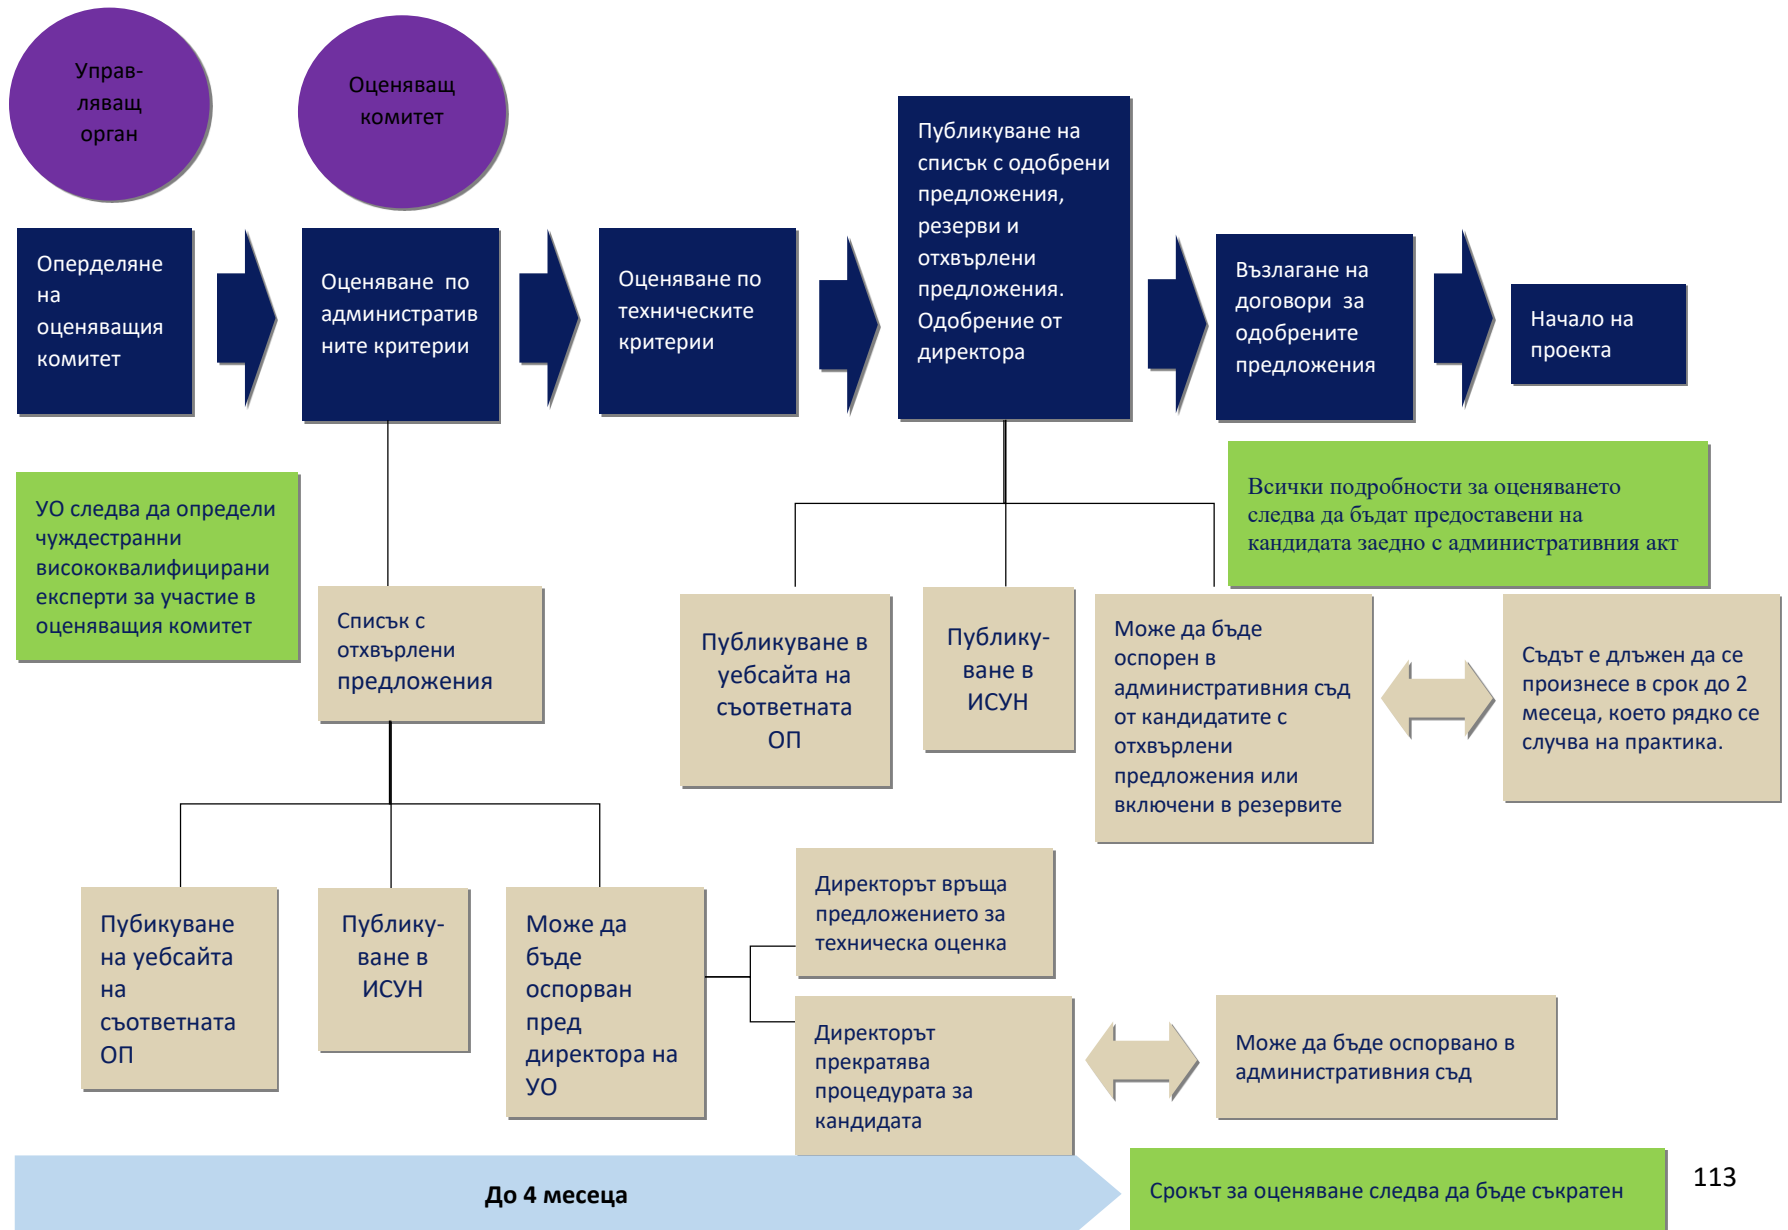 Управ-
ляващ
орган
Оценяващ
комитет
Оперделяне
на
оценяващия
комитет
Оценяване  по
административ
ните критерии
Оценяване по
техническите
критерии
Публикуване на
списък с одобрени
предложения,
резерви и
отхвърлени
предложения.
Одобрение от
директора
Възлагане на
договори  за
одобрените
предложения
Начало на
проекта
УО следва да определи
чуждестранни
висококвалифицирани
експерти за участие в
оценяващия комитет
Всички подробности за оценяването
следва да бъдат предоставени на
кандидата заедно с административния акт
Списък с
отхвърлени
предложения
Публикуване в
уебсайта на
съответната
ОП
Публику-
ване в
ИСУН
Може да бъде
оспорен в
административния съд
от кандидатите с
отхвърлени
предложения или
включени в резервите
Съдът е длъжен да се
произнесе в срок до 2
месеца, което рядко се
случва на практика.
Пубикуване
на уебсайта
на
съответната
ОП
Публику-
ване в
ИСУН
Може да
бъде
оспорван
пред
директора на
УО
Директорът връща
предложението за
техническа оценка
Директорът
прекратява
процедурата за
кандидата
Може да бъде оспорвано в
административния съд
До 4 месеца
Срокът за оценяване следва да бъде съкратен
113